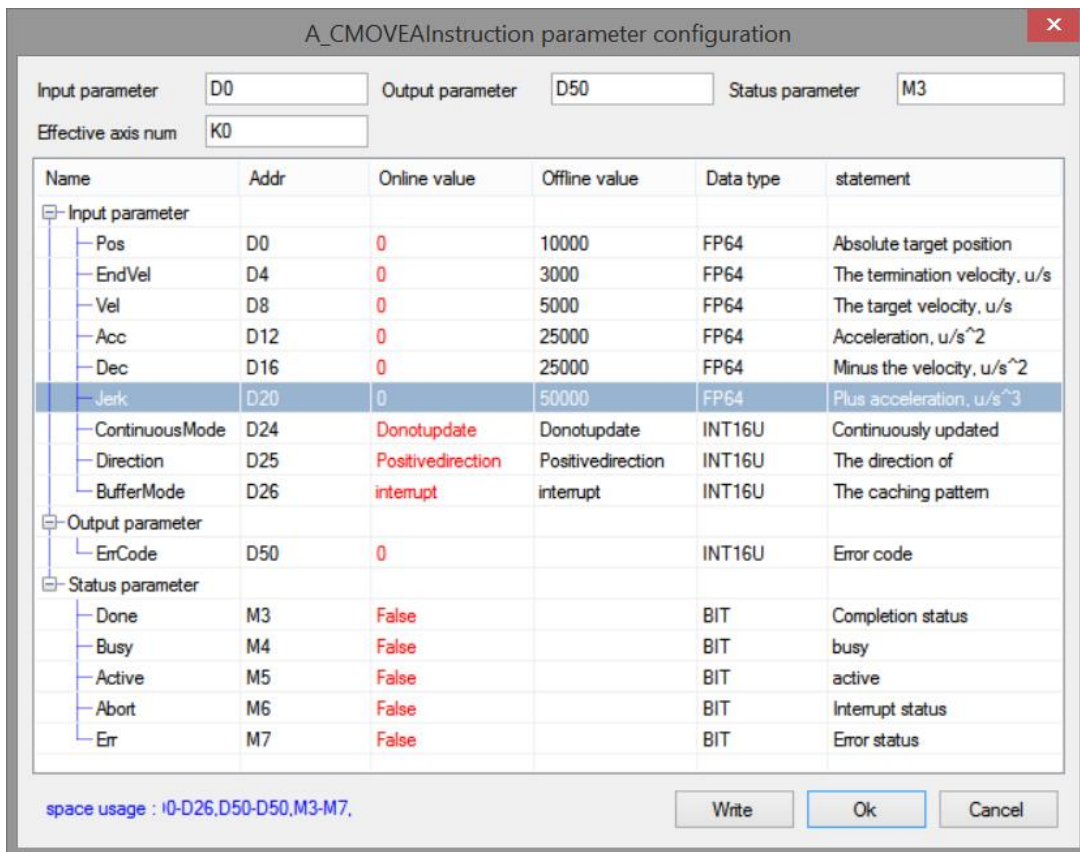 A_CMOVEAInstruction parameter configuration
Input parameter D0 Output parameter D50 Status parameter M3
Effective axis num K0
Name Addr Online value Offline value Data type statement
Input parameter
Pos D0 0 10000 FP64 Absolute target position
EndVel D4 0 3000 FP64 The termination velocity, u/s
Vel D8 0 5000 FP64 The target velocity, u/s
Acc D12 0 25000 FP64 Acceleration, u/s^2
Dec D16 0 25000 FP64 Minus the velocity, u/s^2
Jerk D20 0 50000 FP64 Plus acceleration, u/s^3
ContinuousMode D24 Donotupdate Donotupdate INT16U Continuously updated
Direction D25 Positivedirection Positivedirection INT16U The direction of
BufferMode D26 interrupt interrupt INT16U The caching pattern
Output parameter
ErrCode D50 0 INT16U Error code
Status parameter
Done M3 False BIT Completion status
Busy M4 False BIT busy
Active M5 False BIT active
Abort M6 False BIT Interrupt status
Err M7 False BIT Error status
space usage : 0-D26,D50-D50,M3-M7, Write Ok Cancel